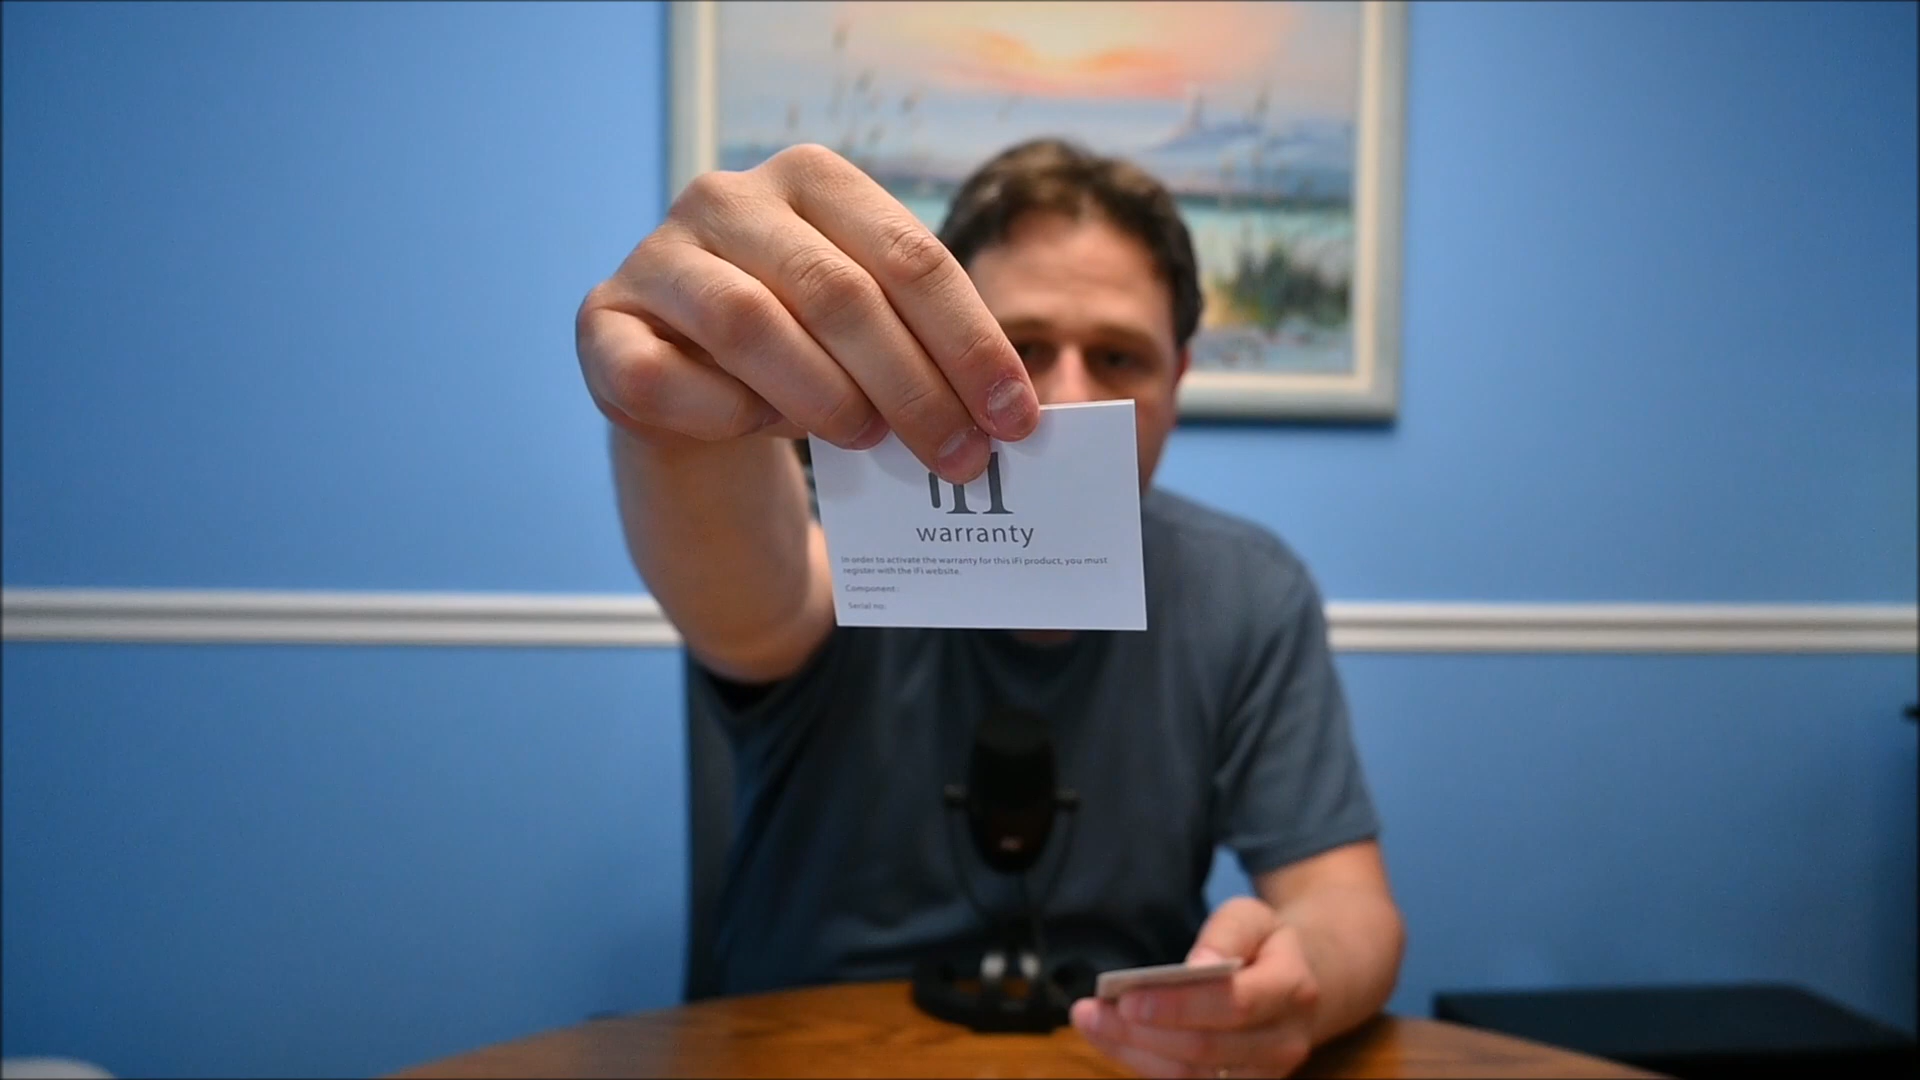 iFi
warranty
In order to activate the warranty for this iFi product, you must
register with the iFi website.
Component:
Serial no: